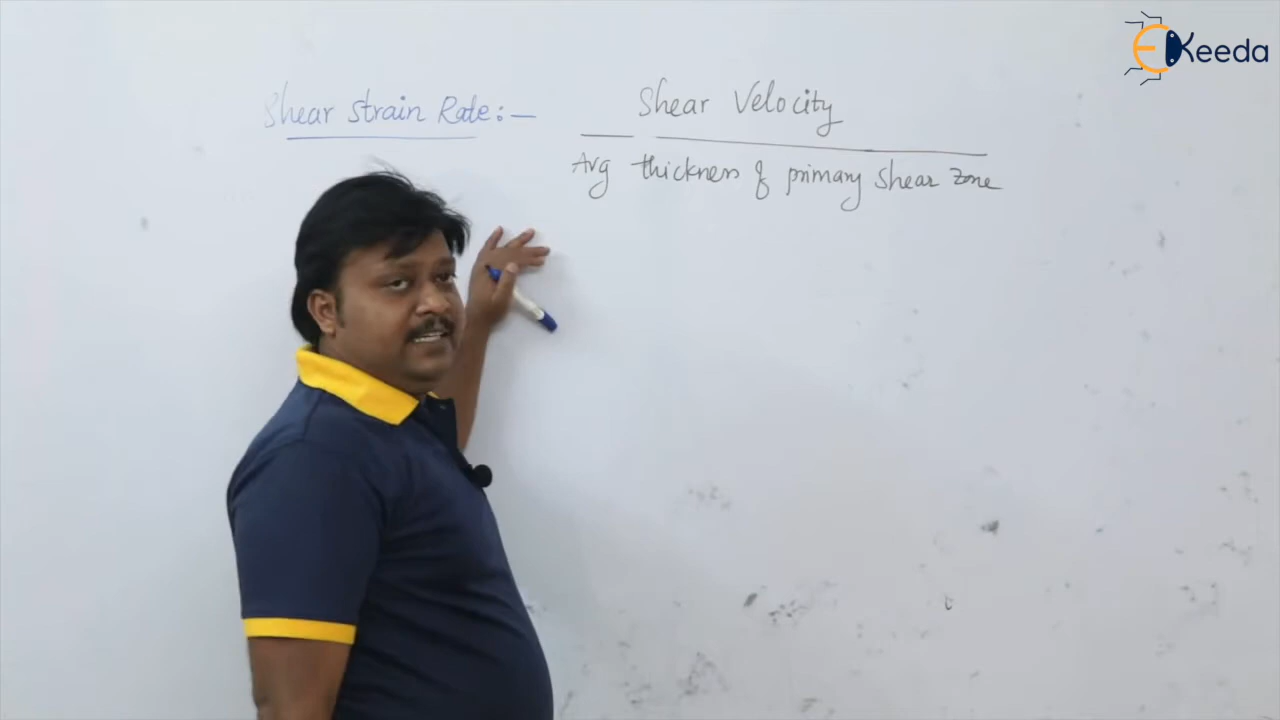 EKeeda
Shear Strain Rate:— Shear Velocity
Avg thickness of primary shear zone